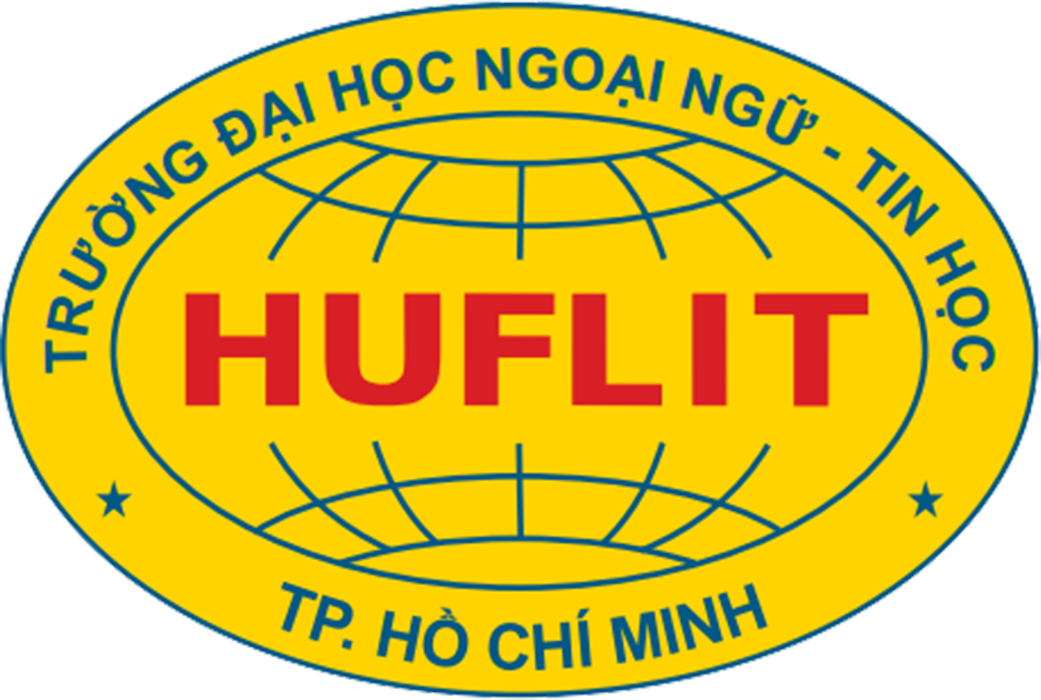 TRƯỜNG ĐẠI HỌC NGOẠI NGỮ - TIN HỌC
HUFLIT
TP. HỒ CHÍ MINH